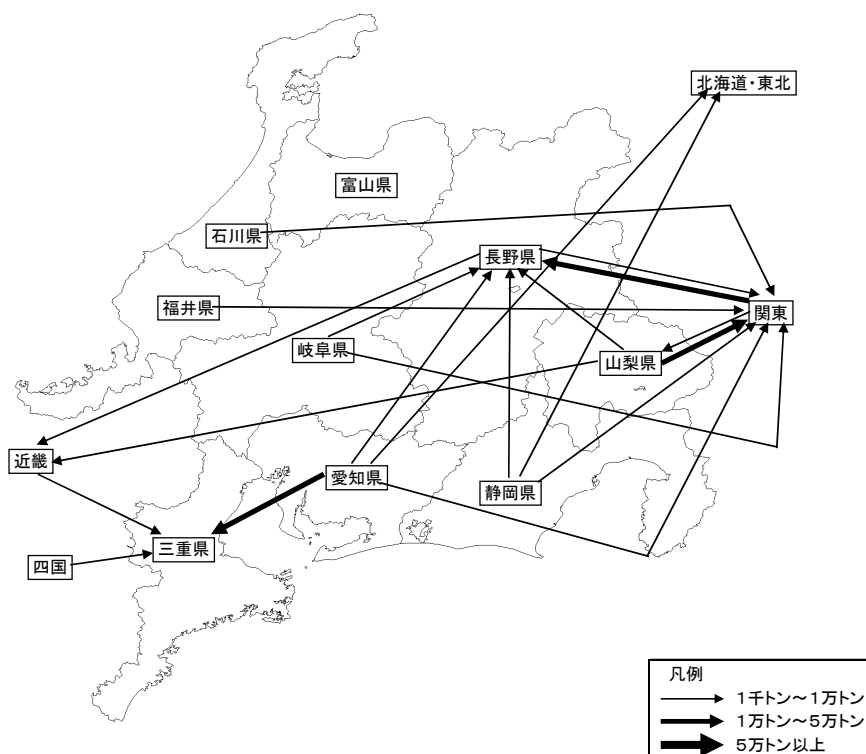 北海道・東北
富山県
石川県
長野県
福井県
関東
岐阜県
山梨県
近畿
愛知県
静岡県
三重県
四国
凡例
1千トン～1万トン
1万トン～5万トン
5万トン以上